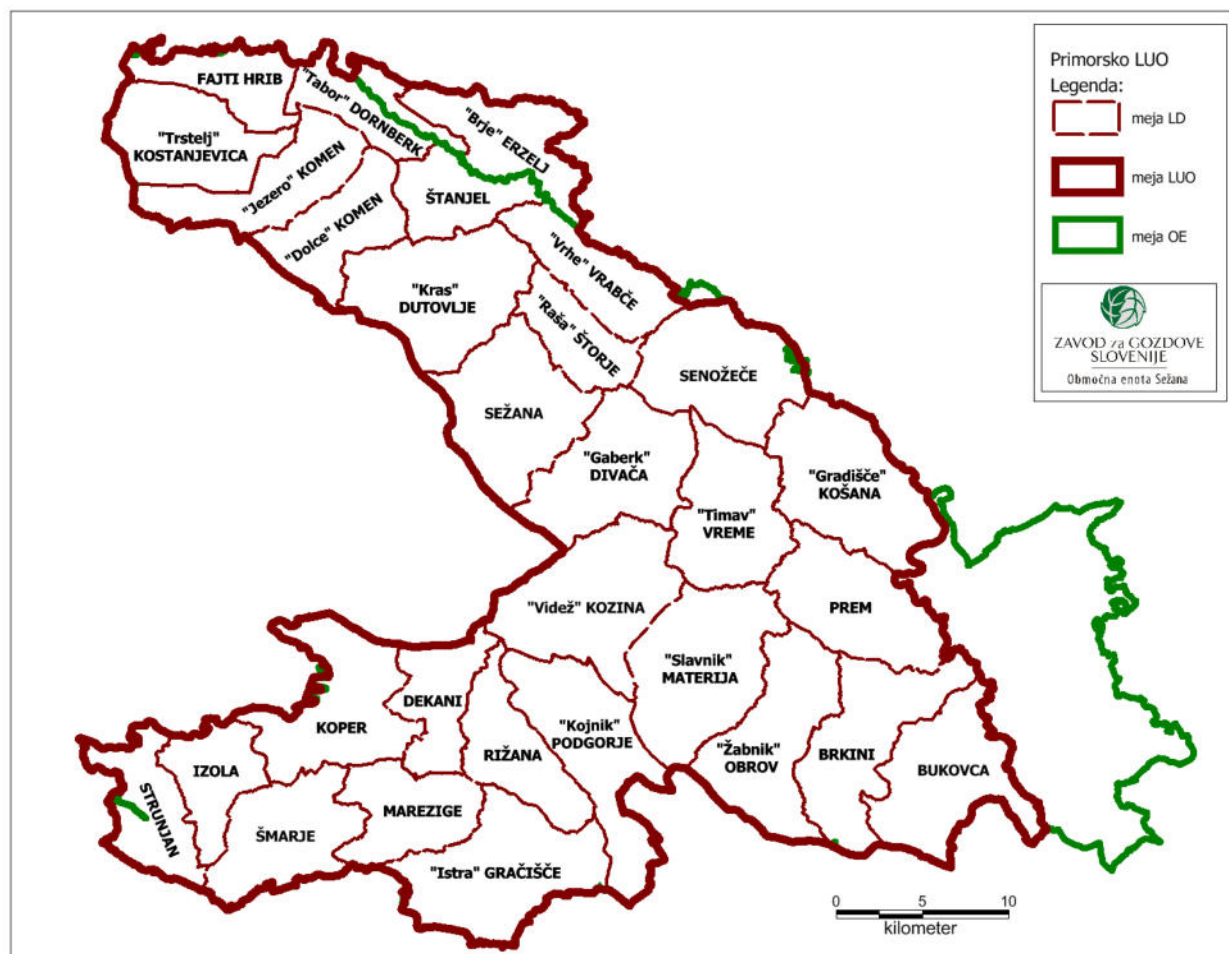 Primorsko LUO
Legenda:
meja LD
meja LUO
meja OE
ZAVOD za GOZDOVE
SLOVENIJE
Območna enota Sežana
FAJTI HRIB
"Tabor" DORNBERK
"Brje" ERZELJ
"Trstelj"
KOSTANJEVICA
"Jezero" KOMEN
"Dolce" KOMEN
ŠTANJEL
"Vrhe" VRABČE
"Kras"
DUTOVLJE
"Raša" ŠTORJE
SENOŽEČE
SEŽANA
"Gaberk"
DIVAČA
"Gradišče"
KOŠANA
"Timav"
VREME
"Videž" KOZINA
PREM
"Slavnik"
MATERIJA
DEKANI
KOPER
"Kojnik"
PODGORJE
RIŽANA
"Žabnik"
OBROV
BRKINI
BUKOVCA
IZOLA
STRUNJAN
MAREZIGE
ŠMARJE
"Istra" GRAČIŠČE
0 5 10
kilometer